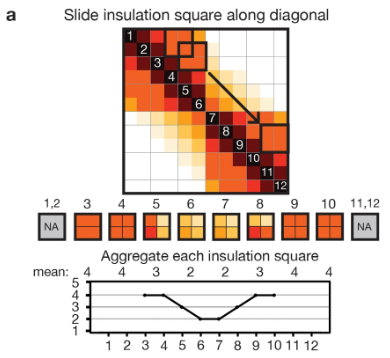 a
Slide insulation square along diagonal
1
2
3
4
5
6
7
8
9
10
11
12
1,2 3 4 5 6 7 8 9 10 11,12
NA NA
Aggregate each insulation square
mean: 4 4 3 2 2 3 4 4
5
4
3
2
1
1 2 3 4 5 6 7 8 9 10 11 12